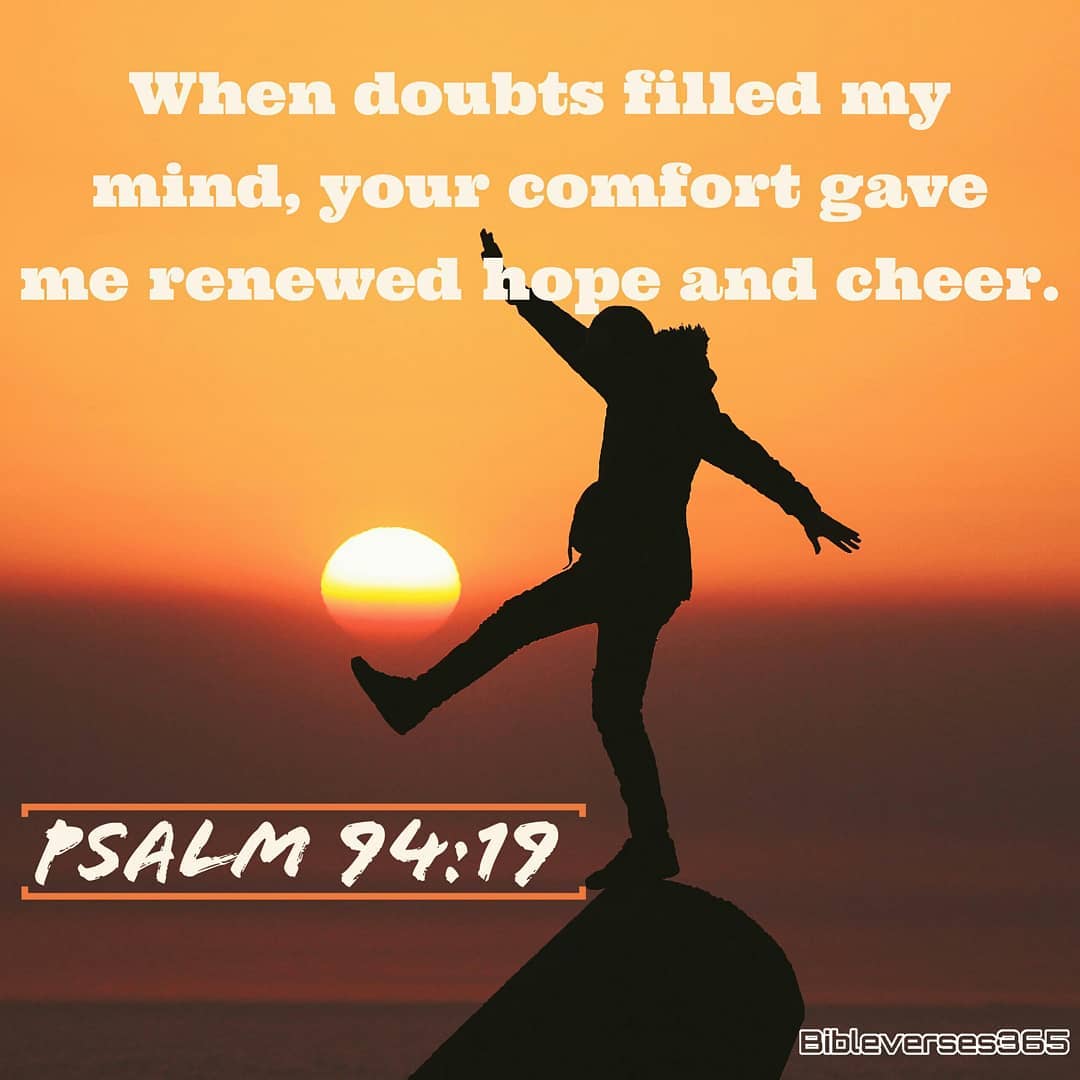 When doubts filled my
mind, your comfort gave
me renewed hope and cheer.
PSALM 94:19
Bibleverses365